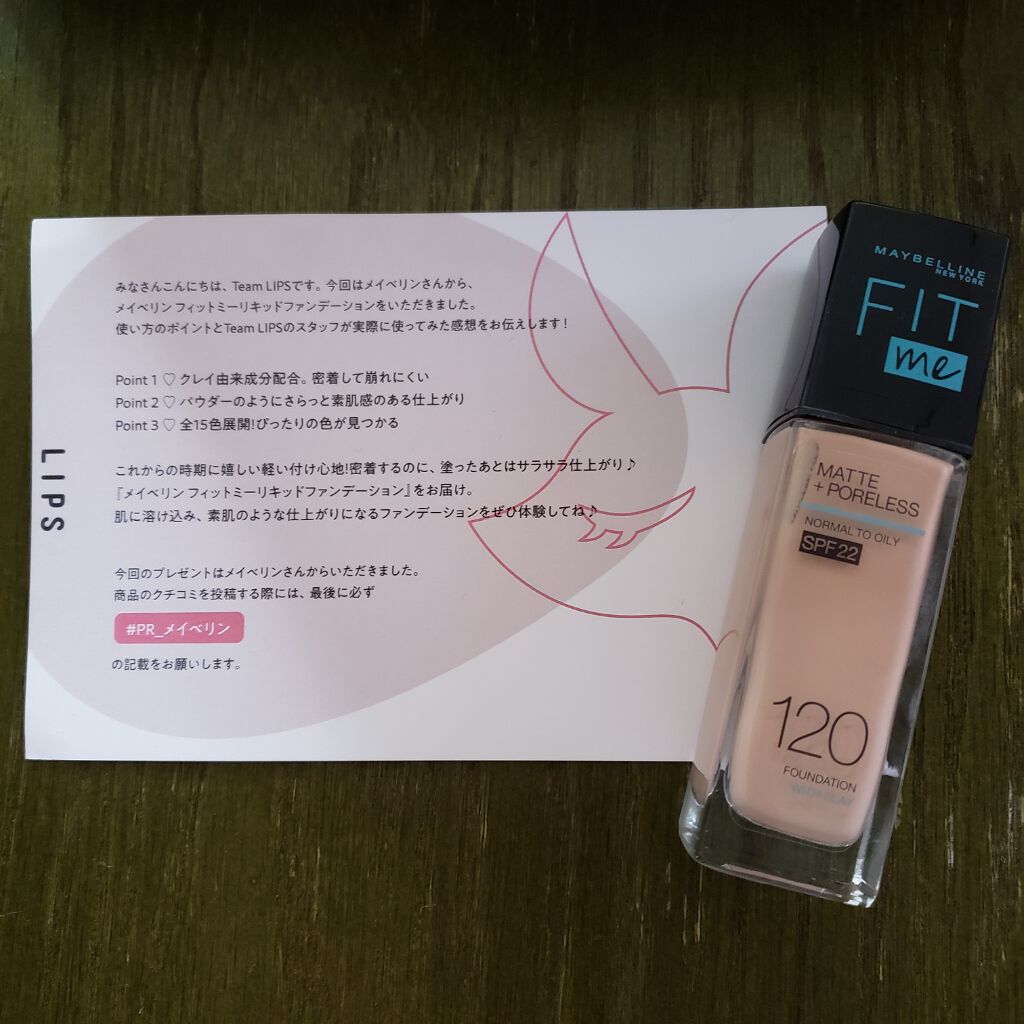 みなさんこんにちは、Team LIPSです。今回はメイベリンさんから、
メイベリン フィットミーリキッドファンデーションをいただきました。
使い方のポイントとTeam LIPSのスタッフが実際に使ってみた感想をお伝えします!
Point 1 ♡ クレイ由来成分配合。密着して崩れにくい
Point 2 ♡ パウダーのようにさらっと素肌感のある仕上がり
Point 3 ♡ 全15色展開!ぴったりの色が見つかる
これからの時期に嬉しい軽い付け心地!密着するのに、塗ったあとはサラサラ仕上がり♪
『メイベリン フィットミーリキッドファンデーション』をお届け。
肌に溶け込み、素肌のような仕上がりになるファンデーションをぜひ体験してね♪
今回のプレゼントはメイベリンさんからいただきました。
商品のクチコミを投稿する際には、最後に必ず
#PR_メイベリン
の記載をお願いします。
LIPS
MAYBELLINE
NEW YORK
FIT
me
MATTE
+ PORELESS
NORMAL TO OILY
SPF 22
120
FOUNDATION
WITH CLAY